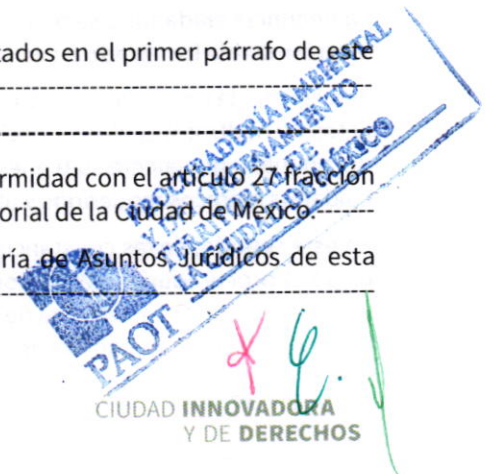 tados en el primer párrafo de este
rmidad con el artículo 27 fracción
orial de la Ciudad de México.-------
ría de Asuntos Jurídicos de esta
PROCURADURÍA AMBIENTAL
Y DEL ORDENAMIENTO
TERRITORIAL DE
LA CIUDAD DE MÉXICO
PAOT
CIUDAD INNOVADORA
Y DE DERECHOS